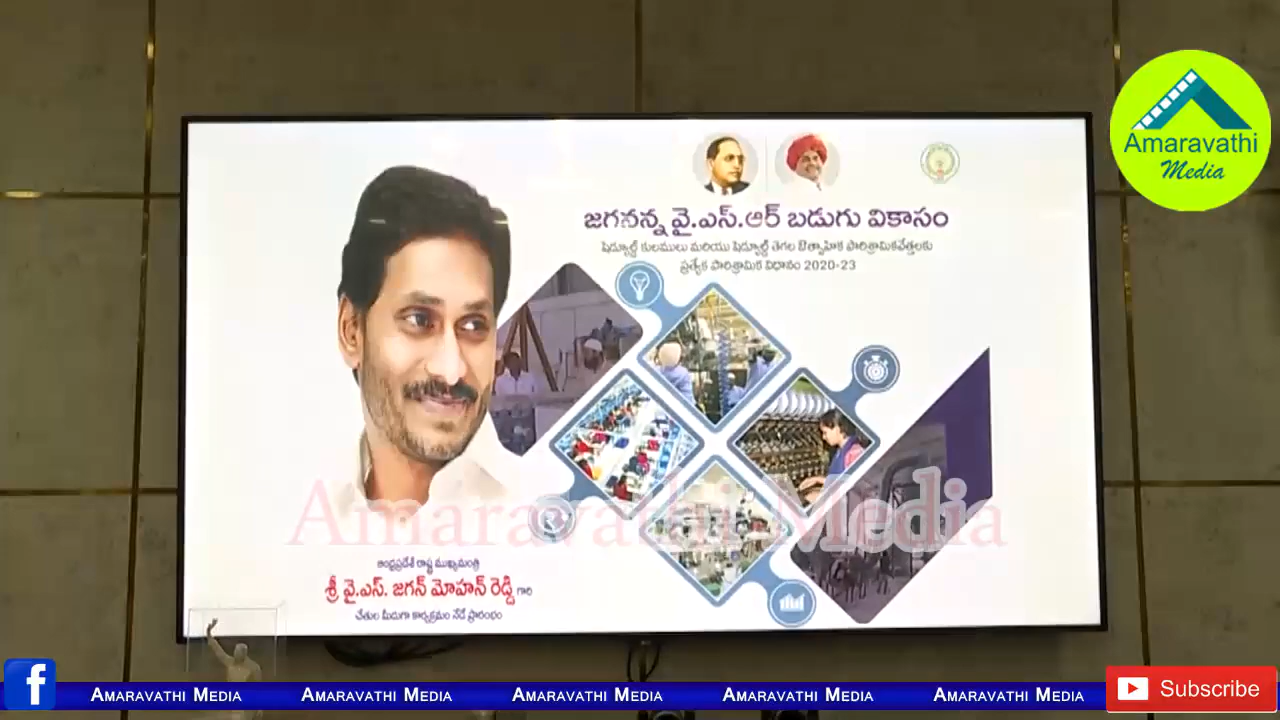 Amaravathi
Media
జగనన్న వై.ఎస్.ఆర్ బడుగు వికాసం
షెడ్యూల్డ్ కులములు మరియు షెడ్యూల్డ్ తెగల ఔత్సాహిక పారిశ్రామికవేత్తలకు
ప్రత్యేక పారిశ్రామిక విధానం 2020-23
Amaravathi Media
ఆంధ్రప్రదేశ్ రాష్ట్ర ముఖ్యమంత్రి
శ్రీ వై.ఎస్. జగన్ మోహన్ రెడ్డి గారి
చేతుల మీదుగా కార్యక్రమం నేడే ప్రారంభం
f Amaravathi Media Amaravathi Media Amaravathi Media Amaravathi Media Amaravathi Media Subscribe